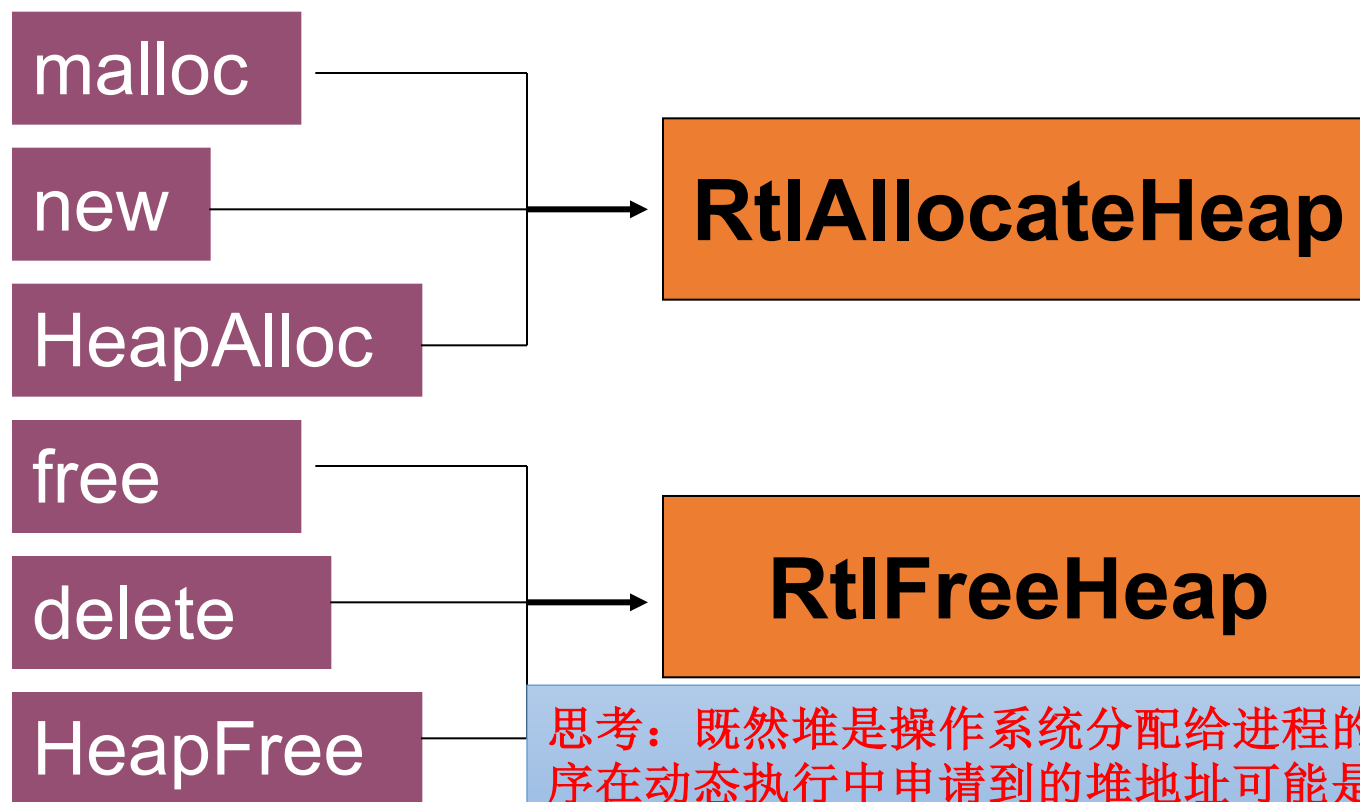 malloc
new
HeapAlloc
RtlAllocateHeap
free
delete
HeapFree
RtlFreeHeap
思考：既然堆是操作系统分配给进程的
序在动态执行中申请到的堆地址可能是